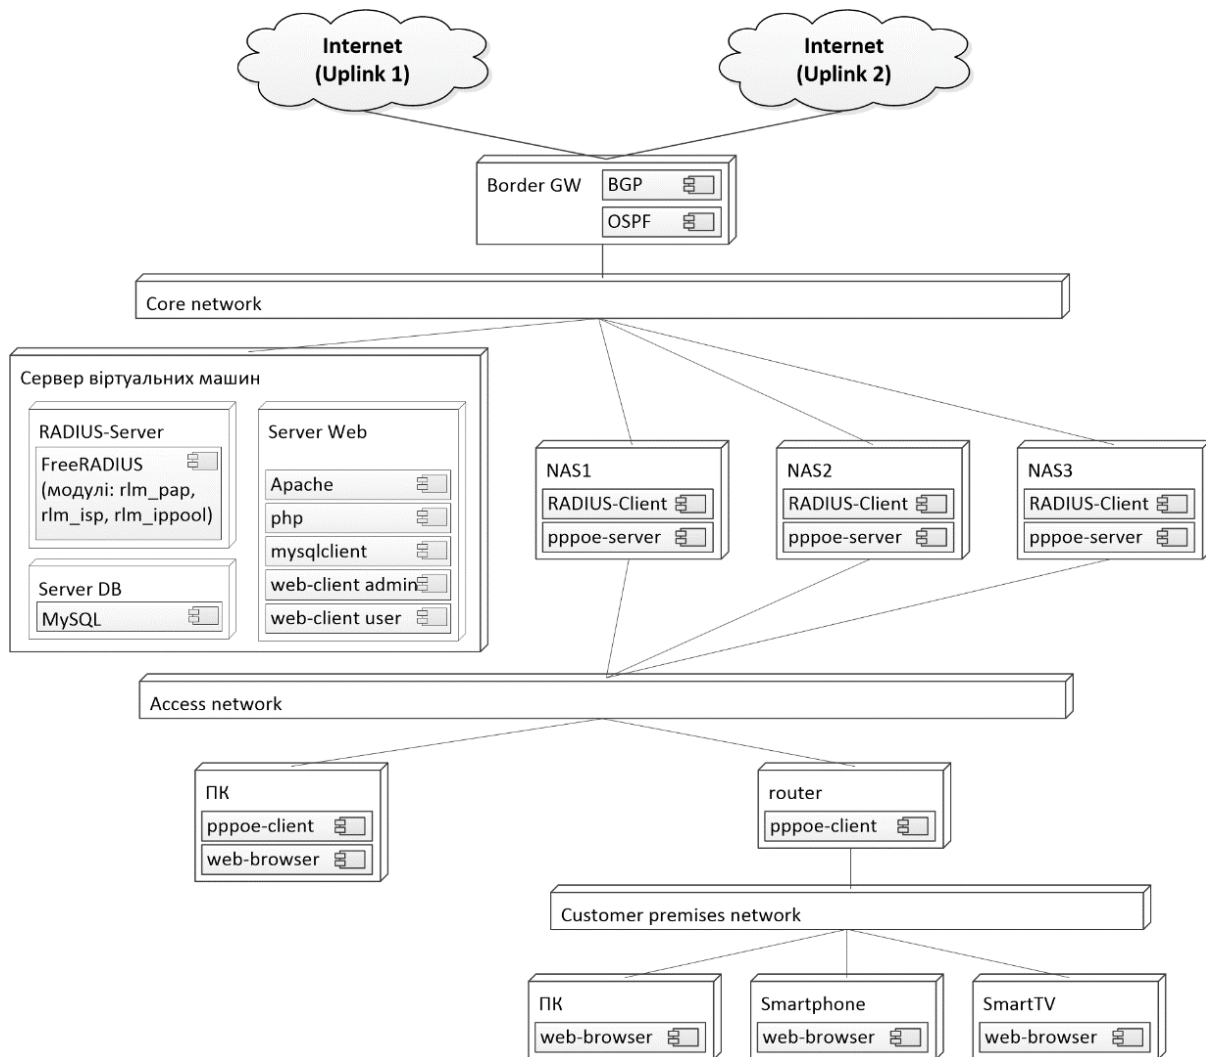 Internet
(Uplink 1)
Internet
(Uplink 2)
Border GW
BGP
OSPF
Core network
Сервер віртуальних машин
RADIUS-Server
FreeRADIUS
(модулі: rlm_pap,
rlm_isp, rlm_ippool)
Server DB
MySQL
Server Web
Apache
php
mysqlclient
web-client admin
web-client user
NAS1
RADIUS-Client
pppoe-server
NAS2
RADIUS-Client
pppoe-server
NAS3
RADIUS-Client
pppoe-server
Access network
ПК
pppoe-client
web-browser
router
pppoe-client
Customer premises network
ПК
web-browser
Smartphone
web-browser
SmartTV
web-browser